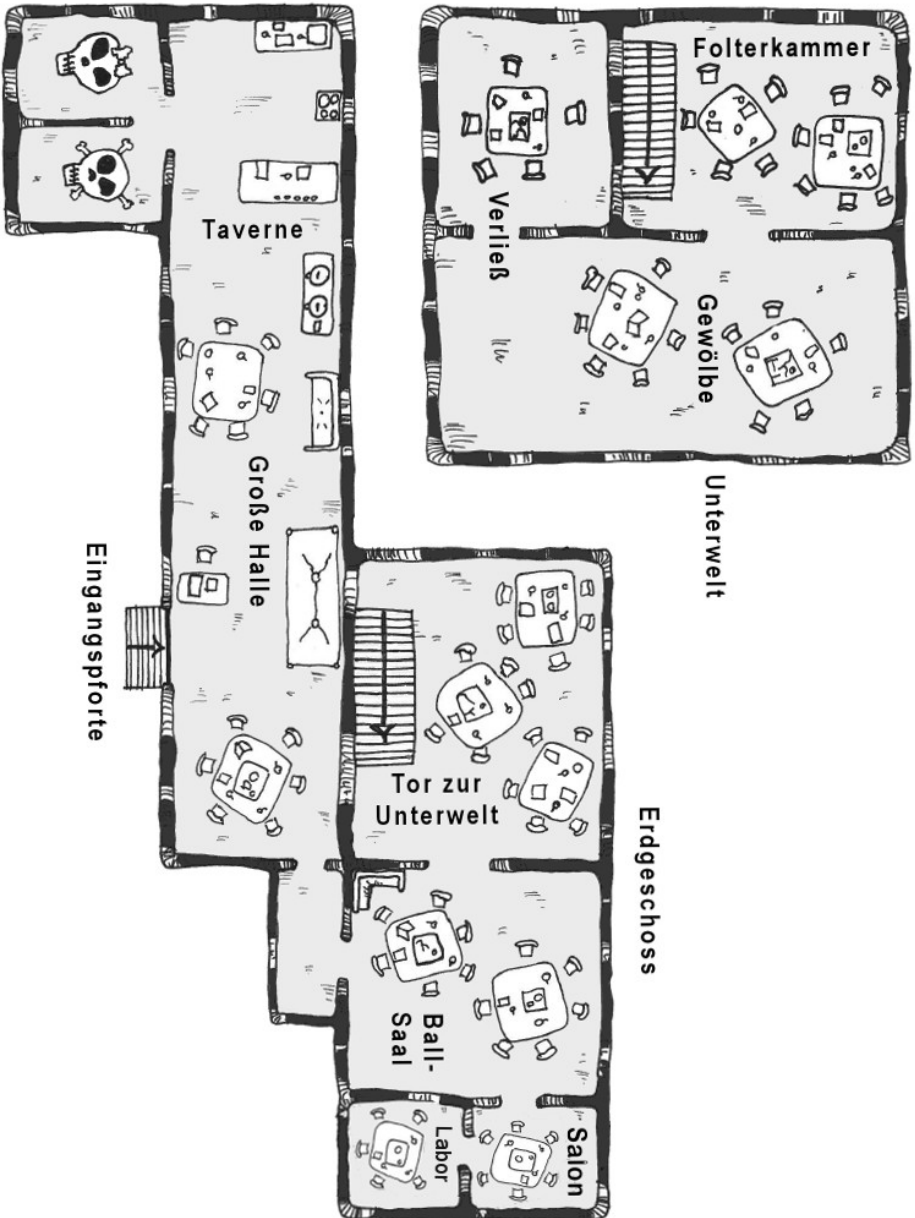 Folterkammer
Verließ
Gewölbe
Unterwelt
Taverne
Große Halle
Eingangspforte
Tor zur
Unterwelt
Erdgeschoss
Ball-
Saal
Labor
Salon